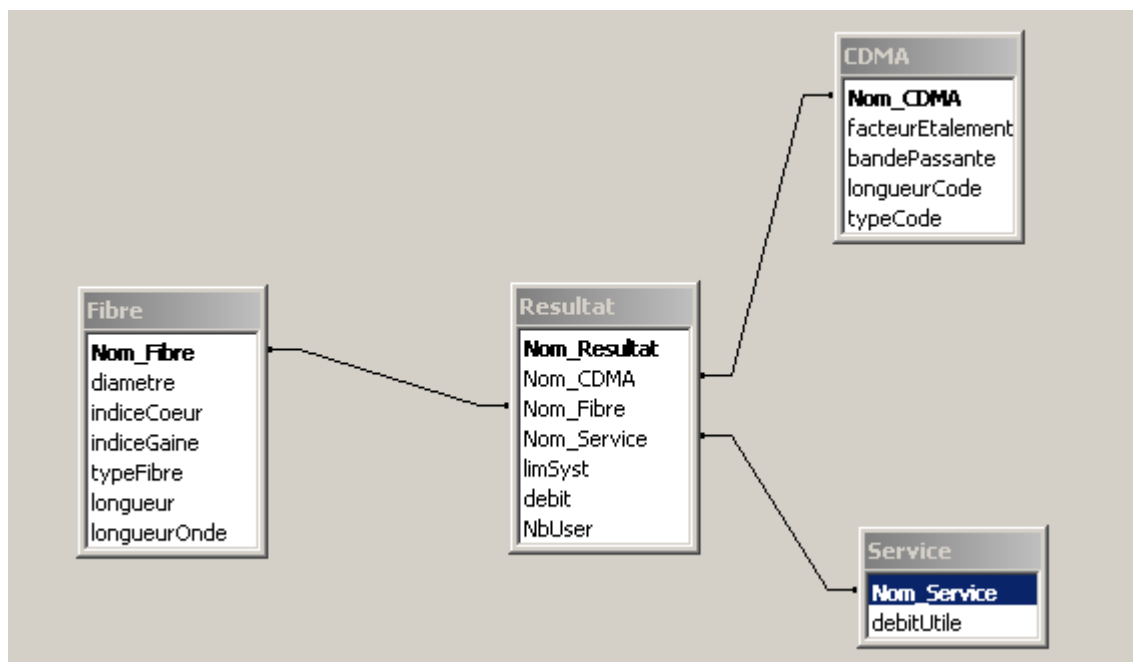 CDMA
Nom_CDMA
facteurEtalement
bandePassante
longueurCode
typeCode
Fibre
Nom_Fibre
diametre
indiceCoeur
indiceGaine
typeFibre
longueur
longueurOnde
Resultat
Nom_Resultat
Nom_CDMA
Nom_Fibre
Nom_Service
limSyst
debit
NbUser
Service
Nom_Service
debitUtile